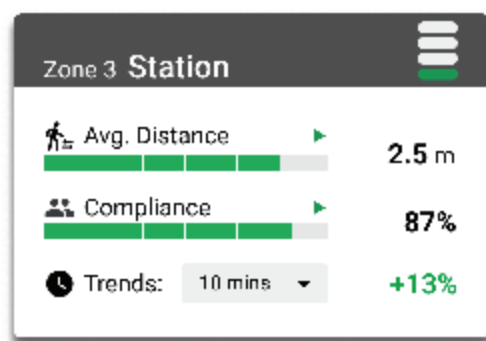 Zone 3 Station
Avg. Distance
2.5 m
Compliance
87%
Trends: 10 mins +13%